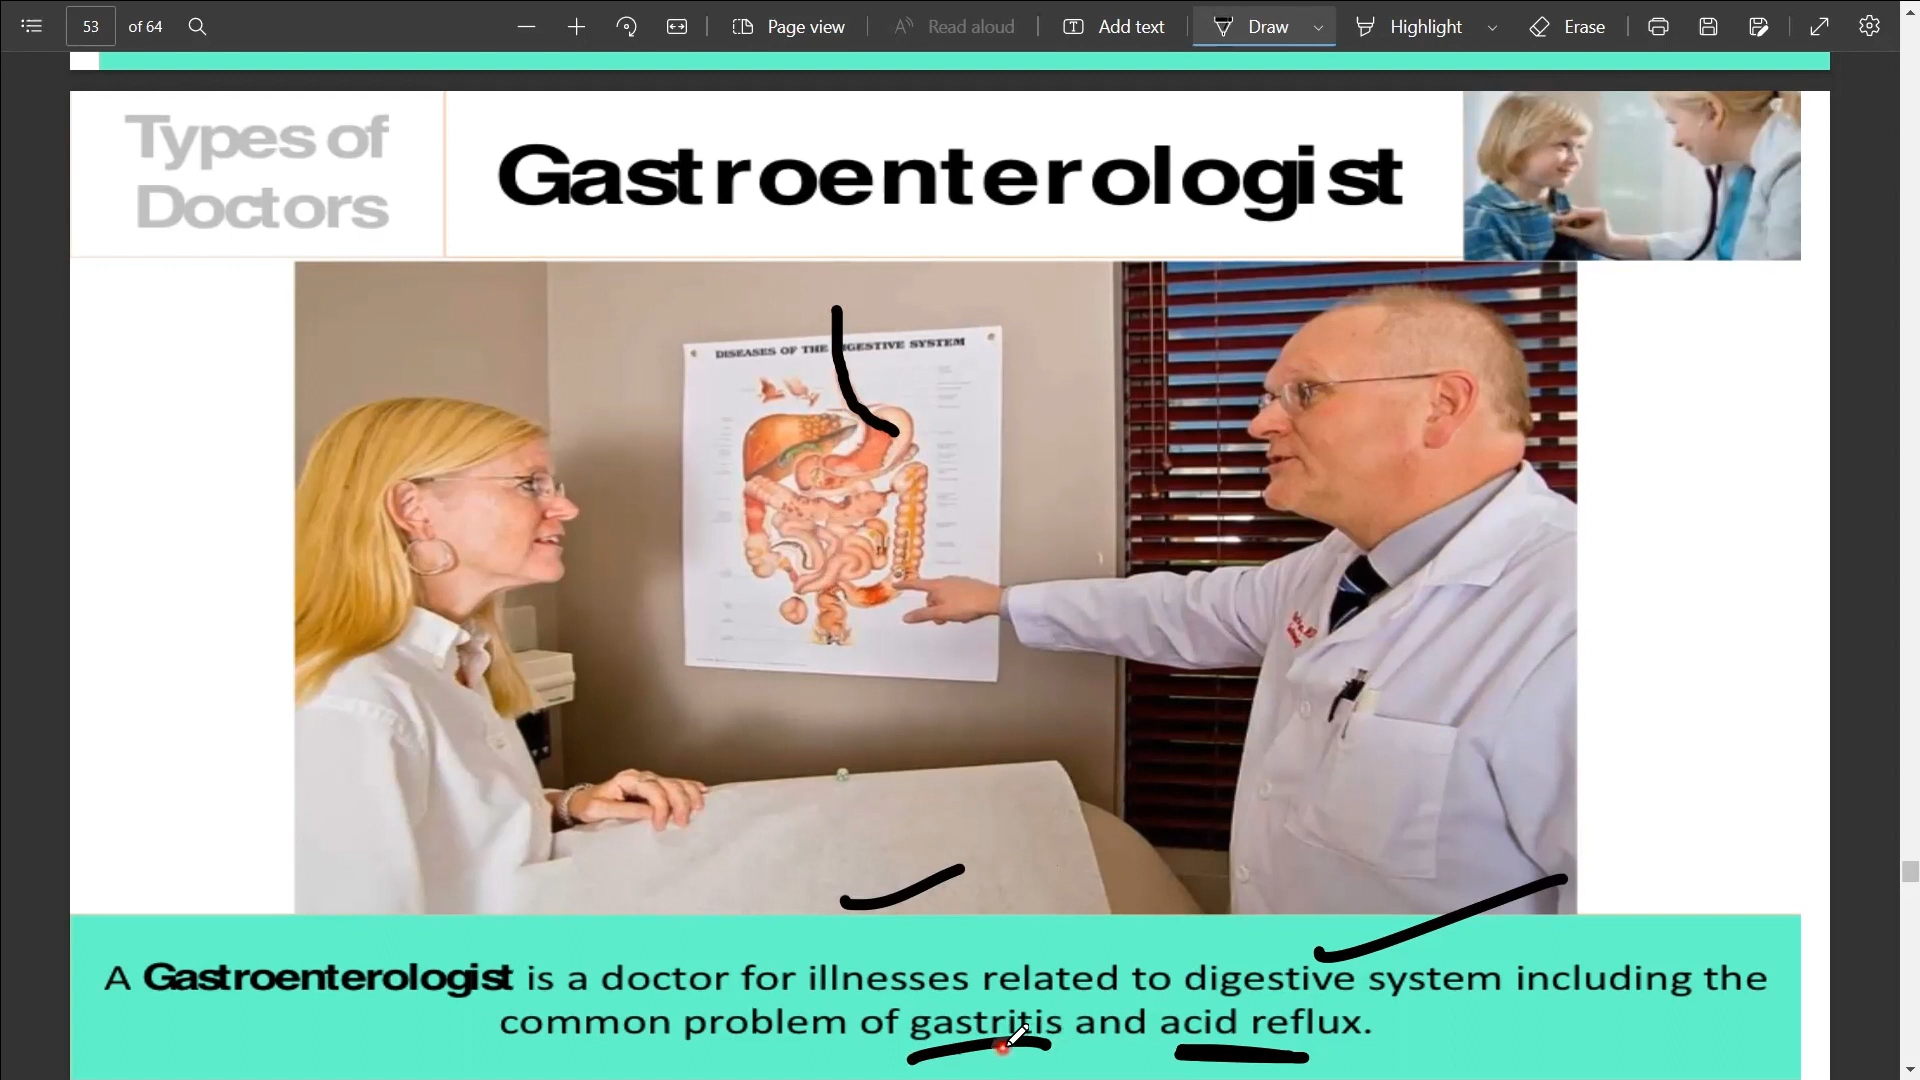 53 of 64 Page view Read aloud Add text Draw Highlight Erase
Types of
Doctors
Gastroenterologist
DISEASES OF THE DIGESTIVE SYSTEM
A Gastroenterologist is a doctor for illnesses related to digestive system including the
common problem of gastritis and acid reflux.